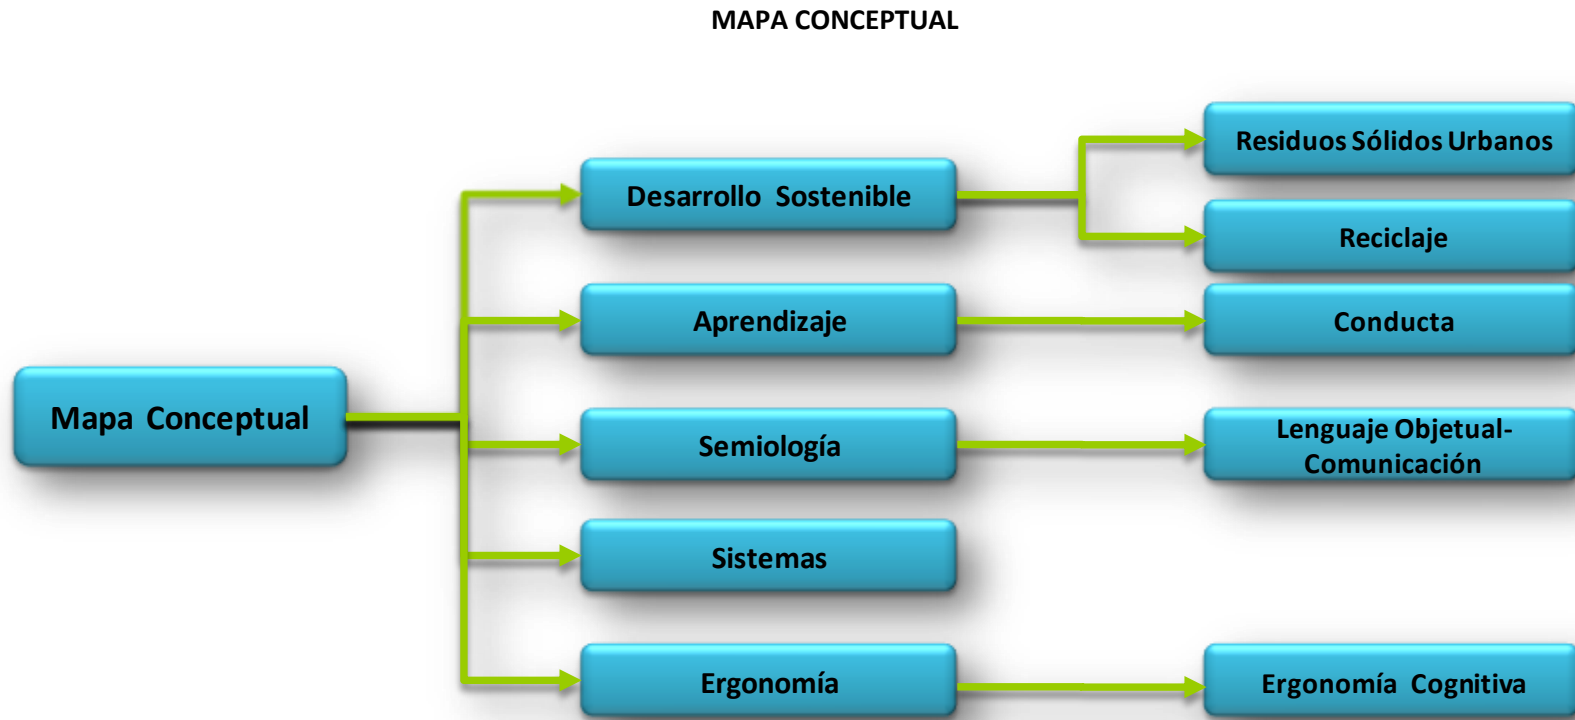 MAPA CONCEPTUAL
Mapa Conceptual
Desarrollo Sostenible
Residuos Sólidos Urbanos
Reciclaje
Aprendizaje
Conducta
Semiología
Lenguaje Objetual-
Comunicación
Sistemas
Ergonomía
Ergonomía Cognitiva